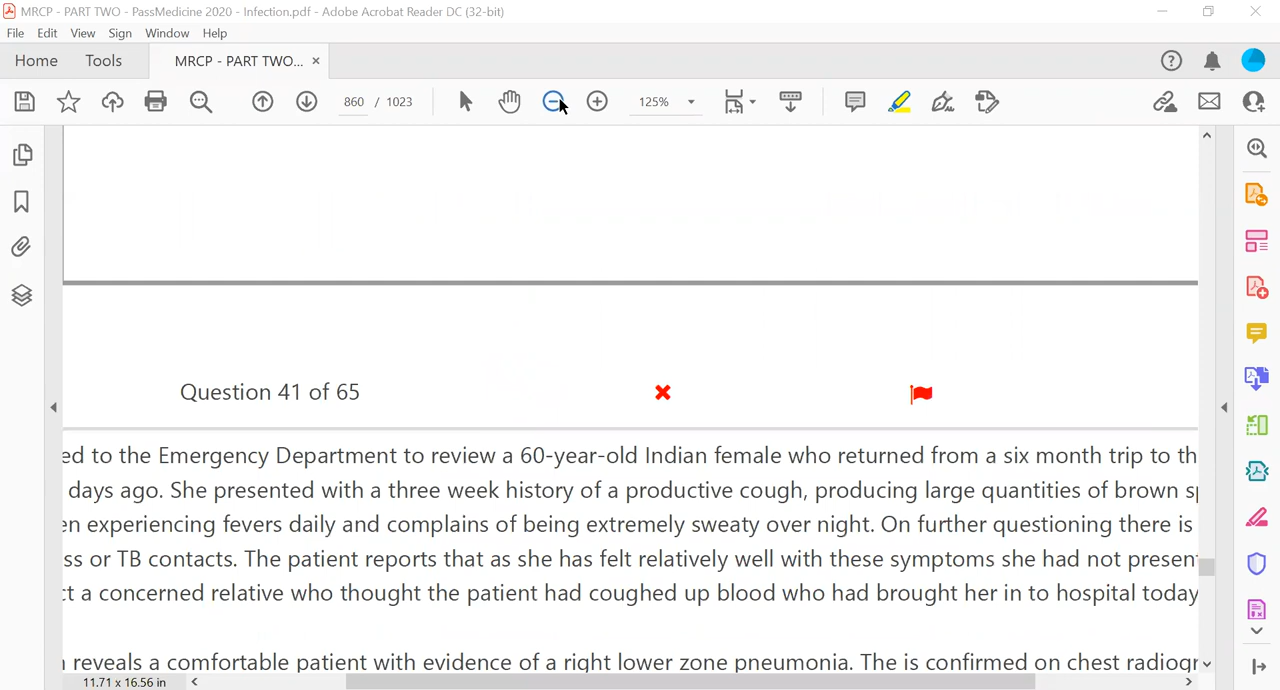 MRCP - PART TWO - PassMedicine 2020 - Infection.pdf - Adobe Acrobat Reader DC (32-bit)
File Edit View Sign Window Help
Home Tools MRCP - PART TWO... ×
860 / 1023 125%
Question 41 of 65
ed to the Emergency Department to review a 60-year-old Indian female who returned from a six month trip to th
days ago. She presented with a three week history of a productive cough, producing large quantities of brown sp
en experiencing fevers daily and complains of being extremely sweaty over night. On further questioning there is
ss or TB contacts. The patient reports that as she has felt relatively well with these symptoms she had not present
ct a concerned relative who thought the patient had coughed up blood who had brought her in to hospital today
n reveals a comfortable patient with evidence of a right lower zone pneumonia. The is confirmed on chest radiogr
11.71 x 16.56 in